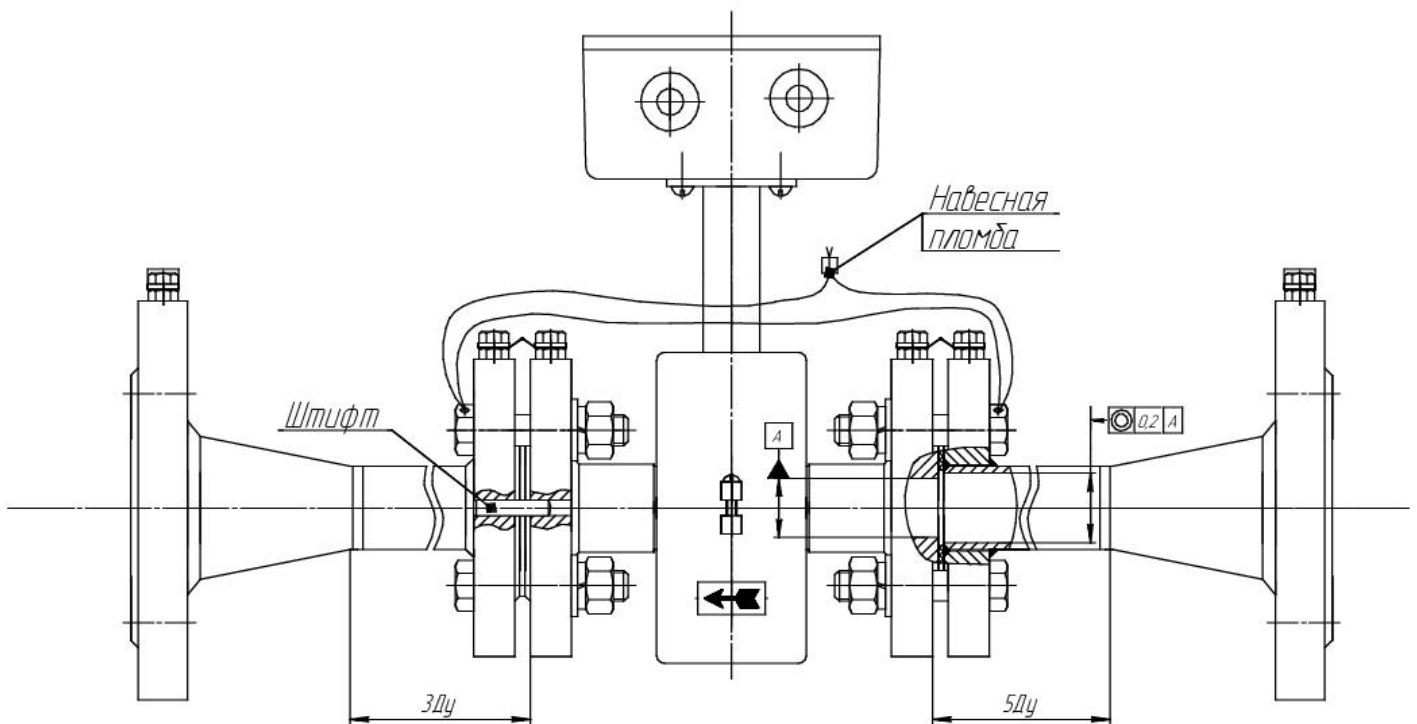 Навесная
пломба
Штифт
А
0,2 А
3Ду
5Ду